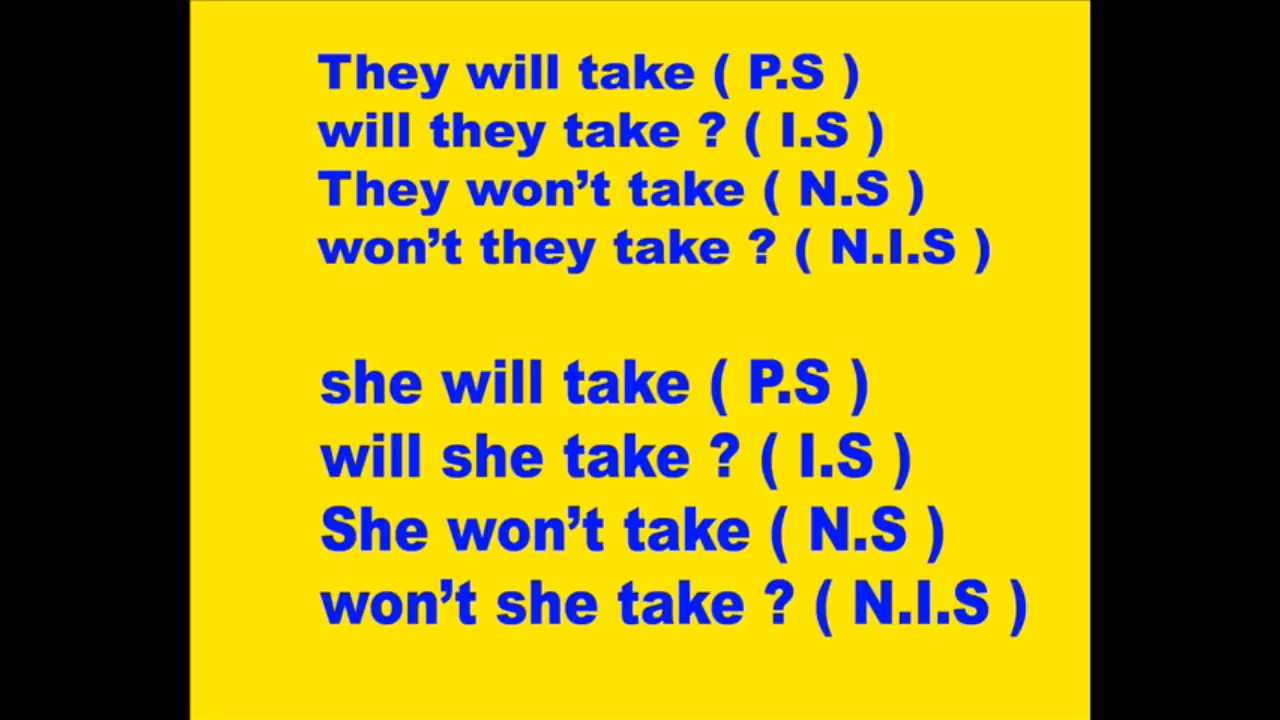 They will take ( P.S )
will they take ? ( I.S )
They won’t take ( N.S )
won’t they take ? ( N.I.S )
she will take ( P.S )
will she take ? ( I.S )
She won’t take ( N.S )
won’t she take ? ( N.I.S )